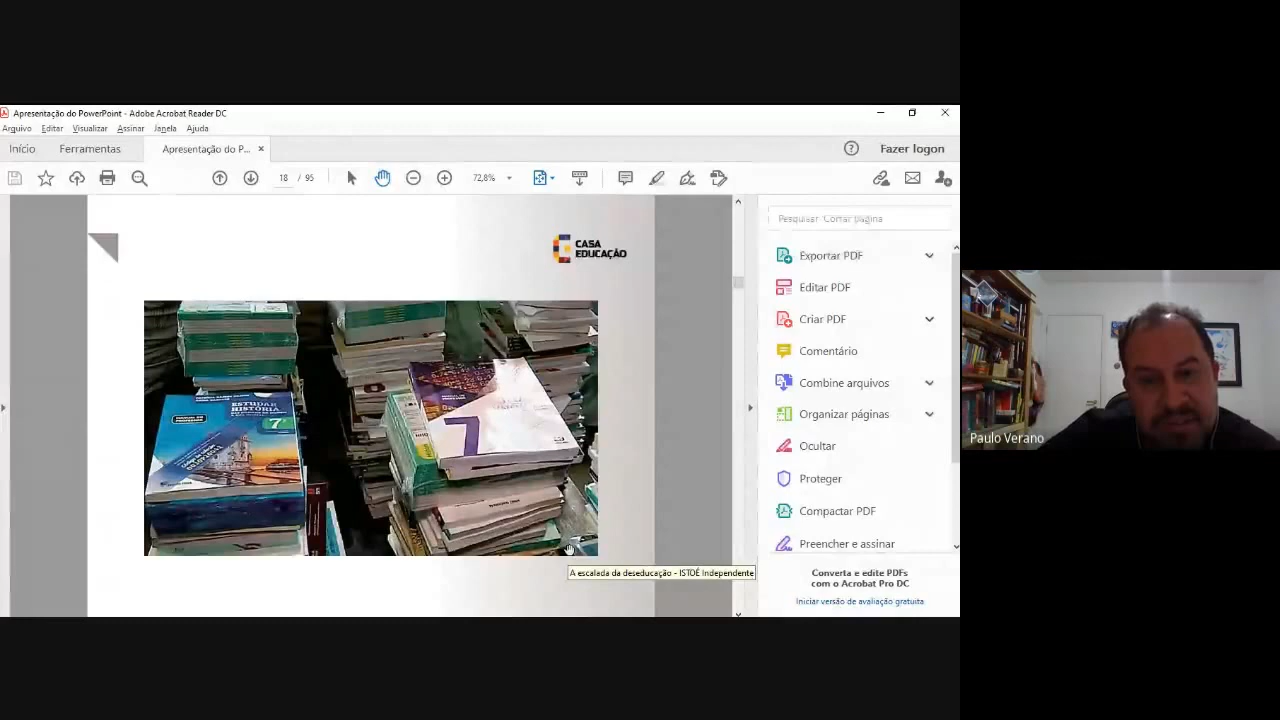 Apresentação do PowerPoint - Adobe Acrobat Reader DC
Arquivo Editar Visualizar Assinar Janela Ajuda
Início Ferramentas Apresentação do P... × Fazer logon
18 / 95 72,8%
CASA
EDUCAÇÃO
ESTUDAR
HISTÓRIA
MANUAL DO
PROFESSOR
7
7
A escalada da deseducação - ISTOÉ Independente
Pesquisar 'Cortar página'
Exportar PDF
Editar PDF
Criar PDF
Comentário
Combine arquivos
Organizar páginas
Ocultar
Proteger
Compactar PDF
Preencher e assinar
Converta e edite PDFs
com o Acrobat Pro DC
Iniciar versão de avaliação gratuita
Paulo Verano